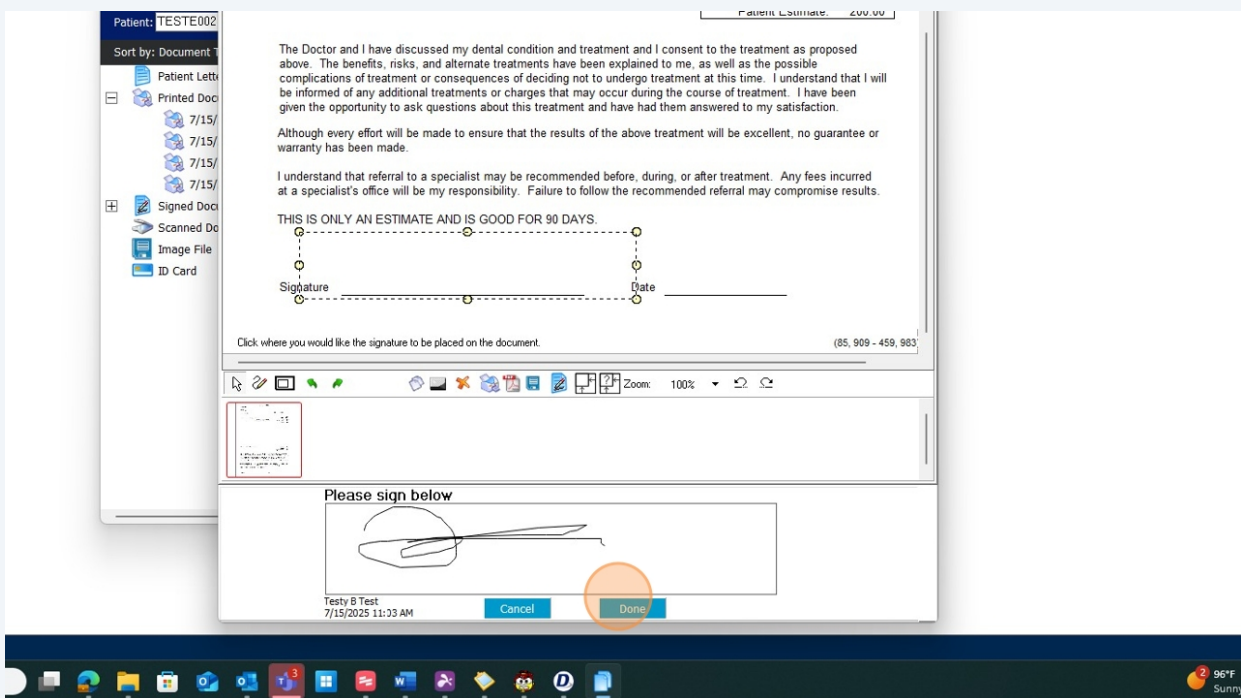 Patient Estimate: 200.00
Patient: TESTE002
Sort by: Document T
Patient Lette
Printed Docu
7/15/
7/15/
7/15/
7/15/
Signed Docu
Scanned Do
Image File
ID Card
The Doctor and I have discussed my dental condition and treatment and I consent to the treatment as proposed
above. The benefits, risks, and alternate treatments have been explained to me, as well as the possible
complications of treatment or consequences of deciding not to undergo treatment at this time. I understand that I will
be informed of any additional treatments or charges that may occur during the course of treatment. I have been
given the opportunity to ask questions about this treatment and have had them answered to my satisfaction.
Although every effort will be made to ensure that the results of the above treatment will be excellent, no guarantee or
warranty has been made.
I understand that referral to a specialist may be recommended before, during, or after treatment. Any fees incurred
at a specialist's office will be my responsibility. Failure to follow the recommended referral may compromise results.
THIS IS ONLY AN ESTIMATE AND IS GOOD FOR 90 DAYS.
Signature Date
Click where you would like the signature to be placed on the document. (85, 909 - 459, 983)
Zoom: 100%
Please sign below
Testy B Test
7/15/2025 11:03 AM
Cancel Done
3
2 96°F
Sunny